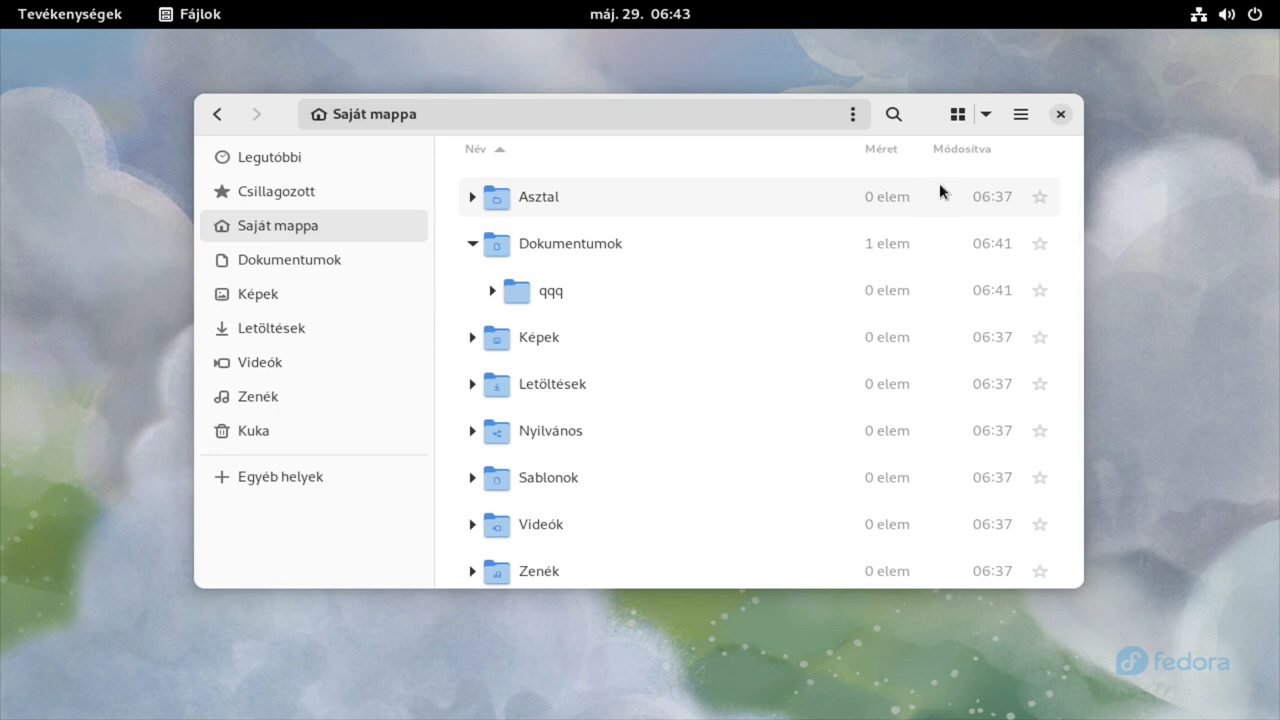 Tevékenységek Fájlok máj. 29. 06:43
Saját mappa
Legutóbbi
Csillagozott
Saját mappa
Dokumentumok
Képek
Letöltések
Videók
Zenék
Kuka
Egyéb helyek
Név Méret Módosítva
Asztal 0 elem 06:37
Dokumentumok 1 elem 06:41
qqq 0 elem 06:41
Képek 0 elem 06:37
Letöltések 0 elem 06:37
Nyilvános 0 elem 06:37
Sablonok 0 elem 06:37
Videók 0 elem 06:37
Zenék 0 elem 06:37
fedora